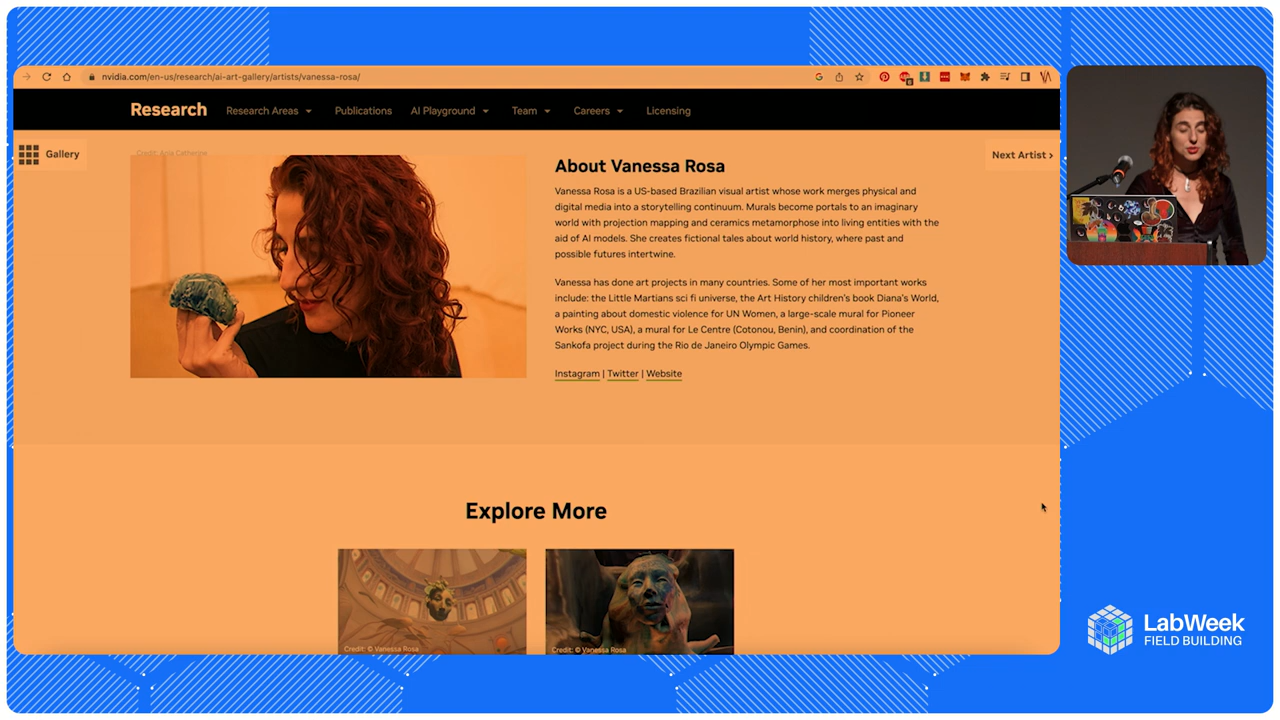 nvidia.com/en-us/research/ai-art-gallery/artists/vanessa-rosa/
Research
Research Areas
Publications
AI Playground
Team
Careers
Licensing
Gallery
Credit: Anja Catherine
Next Artist ›
About Vanessa Rosa
Vanessa Rosa is a US-based Brazilian visual artist whose work merges physical and
digital media into a storytelling continuum. Murals become portals to an imaginary
world with projection mapping and ceramics metamorphose into living entities with the
aid of AI models. She creates fictional tales about world history, where past and
possible futures intertwine.
Vanessa has done art projects in many countries. Some of her most important works
include: the Little Martians sci fi universe, the Art History children's book Diana's World,
a painting about domestic violence for UN Women, a large-scale mural for Pioneer
Works (NYC, USA), a mural for Le Centre (Cotonou, Benin), and coordination of the
Sankofa project during the Rio de Janeiro Olympic Games.
Instagram | Twitter | Website
Explore More
Credit: © Vanessa Rosa
Credit: © Vanessa Rosa
LabWeek
FIELD BUILDING